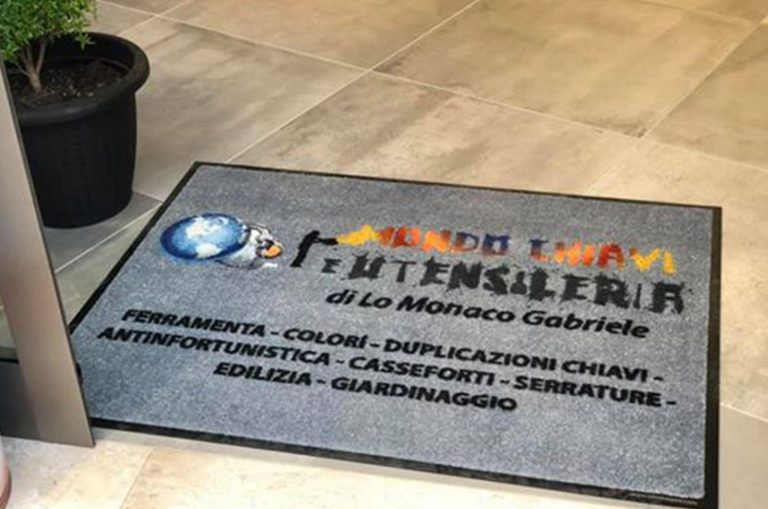 MONDO CHIAVI
E UTENSILERIA
di Lo Monaco Gabriele
FERRAMENTA - COLORI - DUPLICAZIONI CHIAVI -
ANTINFORTUNISTICA - CASSEFORTI - SERRATURE -
EDILIZIA - GIARDINAGGIO